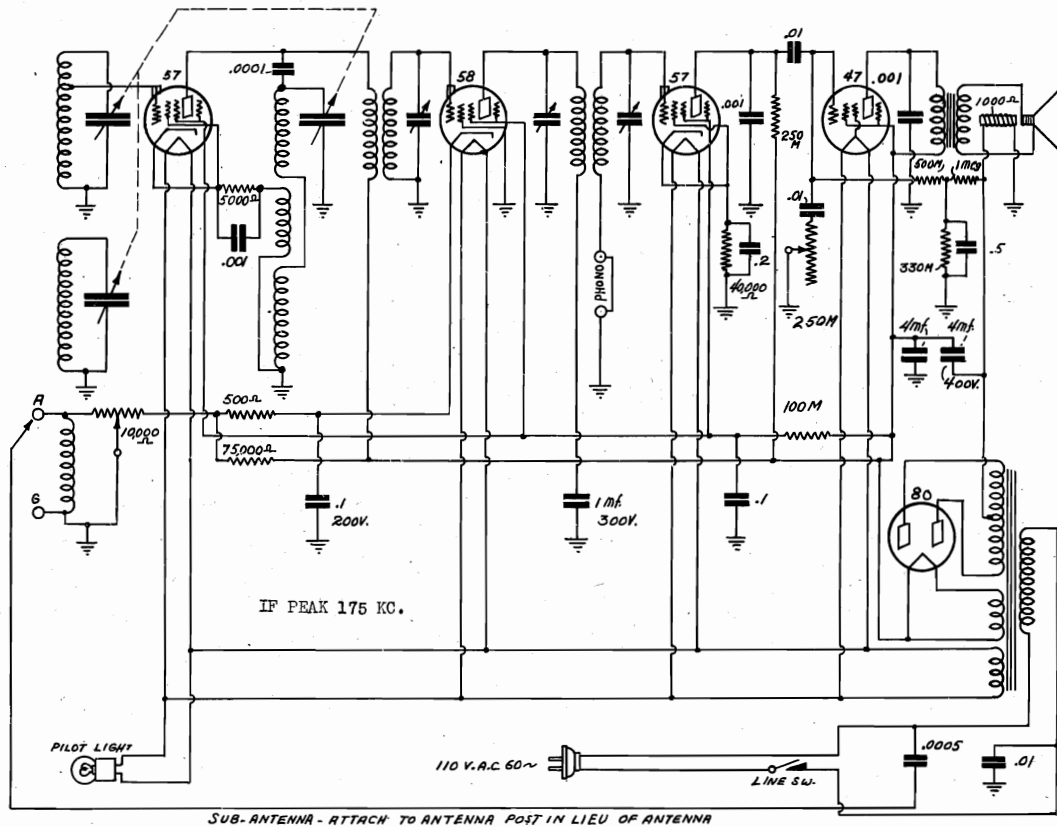 57
.0001
58
57
.001
250
M
.01
47
.001
1000Ω
5000Ω
.001
PHONO
.2
40,000
Ω
.01
250M
500M
1meg
330M
.5
4mf.
4mf.
400V.
A
10,000
Ω
G
500Ω
75,000Ω
100M
.1
200V.
1mf.
300V.
.1
80
IF PEAK 175 KC.
PILOT LIGHT
110 V.A.C. 60~
LINE SW.
.0005
.01
SUB-ANTENNA - ATTACH TO ANTENNA POST IN LIEU OF ANTENNA